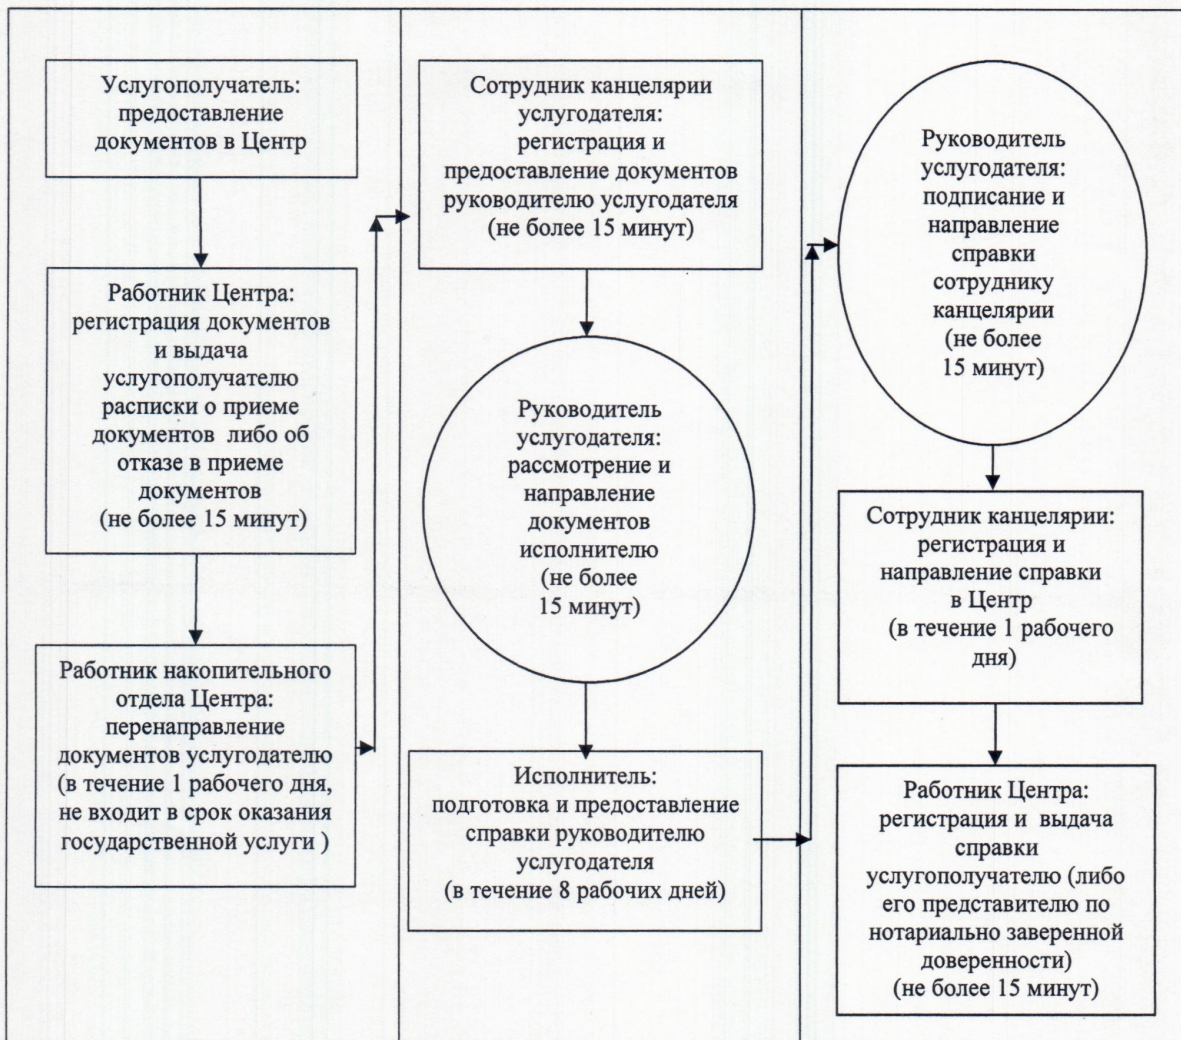 Услугополучатель:
предоставление
документов в Центр
Работник Центра:
регистрация документов
и выдача
услугополучателю
расписки о приеме
документов либо об
отказе в приеме
документов
(не более 15 минут)
Работник накопительного
отдела Центра:
перенаправление
документов услугодателю
(в течение 1 рабочего дня,
не входит в срок оказания
государственной услуги )
Сотрудник канцелярии
услугодателя:
регистрация и
предоставление документов
руководителю услугодателя
(не более 15 минут)
Руководитель
услугодателя:
рассмотрение и
направление
документов
исполнителю
(не более
15 минут)
Исполнитель:
подготовка и предоставление
справки руководителю
услугодателя
(в течение 8 рабочих дней)
Руководитель
услугодателя:
подписание и
направление
справки
сотруднику
канцелярии
(не более
15 минут)
Сотрудник канцелярии:
регистрация и
направление справки
в Центр
(в течение 1 рабочего
дня)
Работник Центра:
регистрация и выдача
справки
услугополучателю (либо
его представителю по
нотариально заверенной
доверенности)
(не более 15 минут)